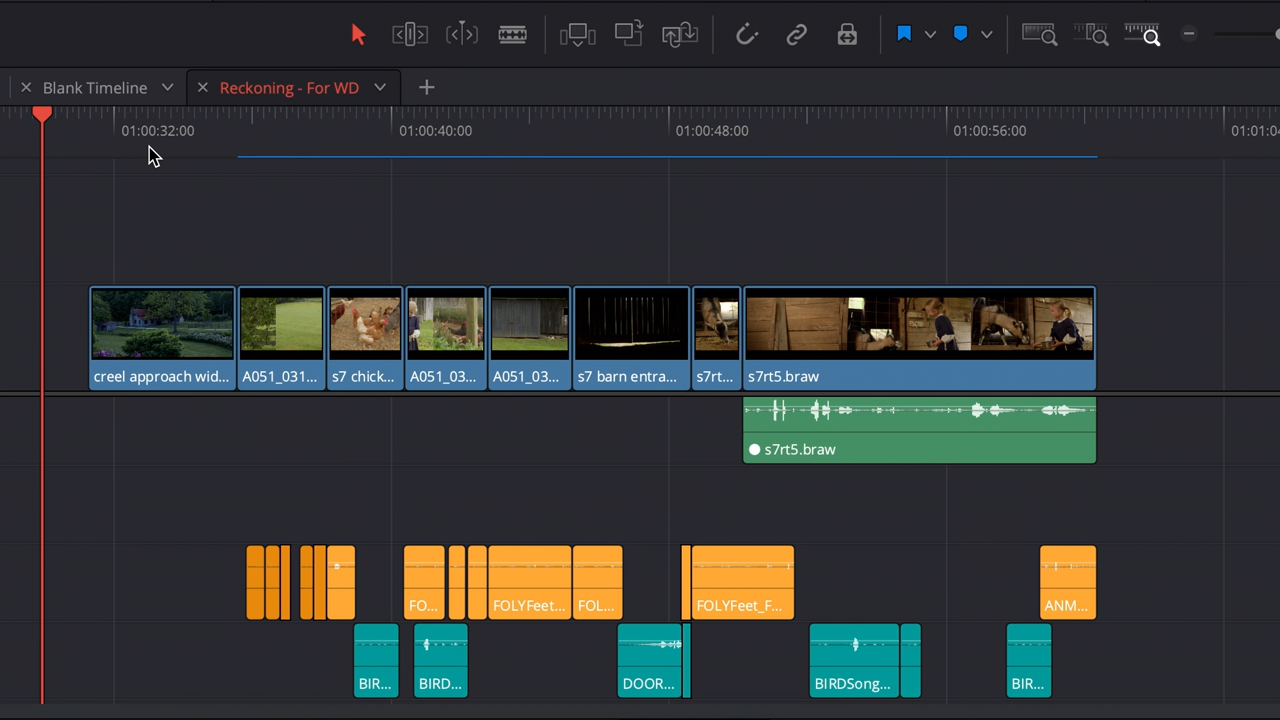 Blank Timeline
Reckoning - For WD
01:00:32:00
01:00:40:00
01:00:48:00
01:00:56:00
01:01:04
creel approach wid...
A051_031...
s7 chick...
A051_03...
A051_03...
s7 barn entra...
s7rt...
s7rt5.braw
s7rt5.braw
FO...
FOLYFeet...
FOL...
FOLYFeet_F...
ANM...
BIR...
BIRD...
DOOR...
BIRDSong...
BIR...